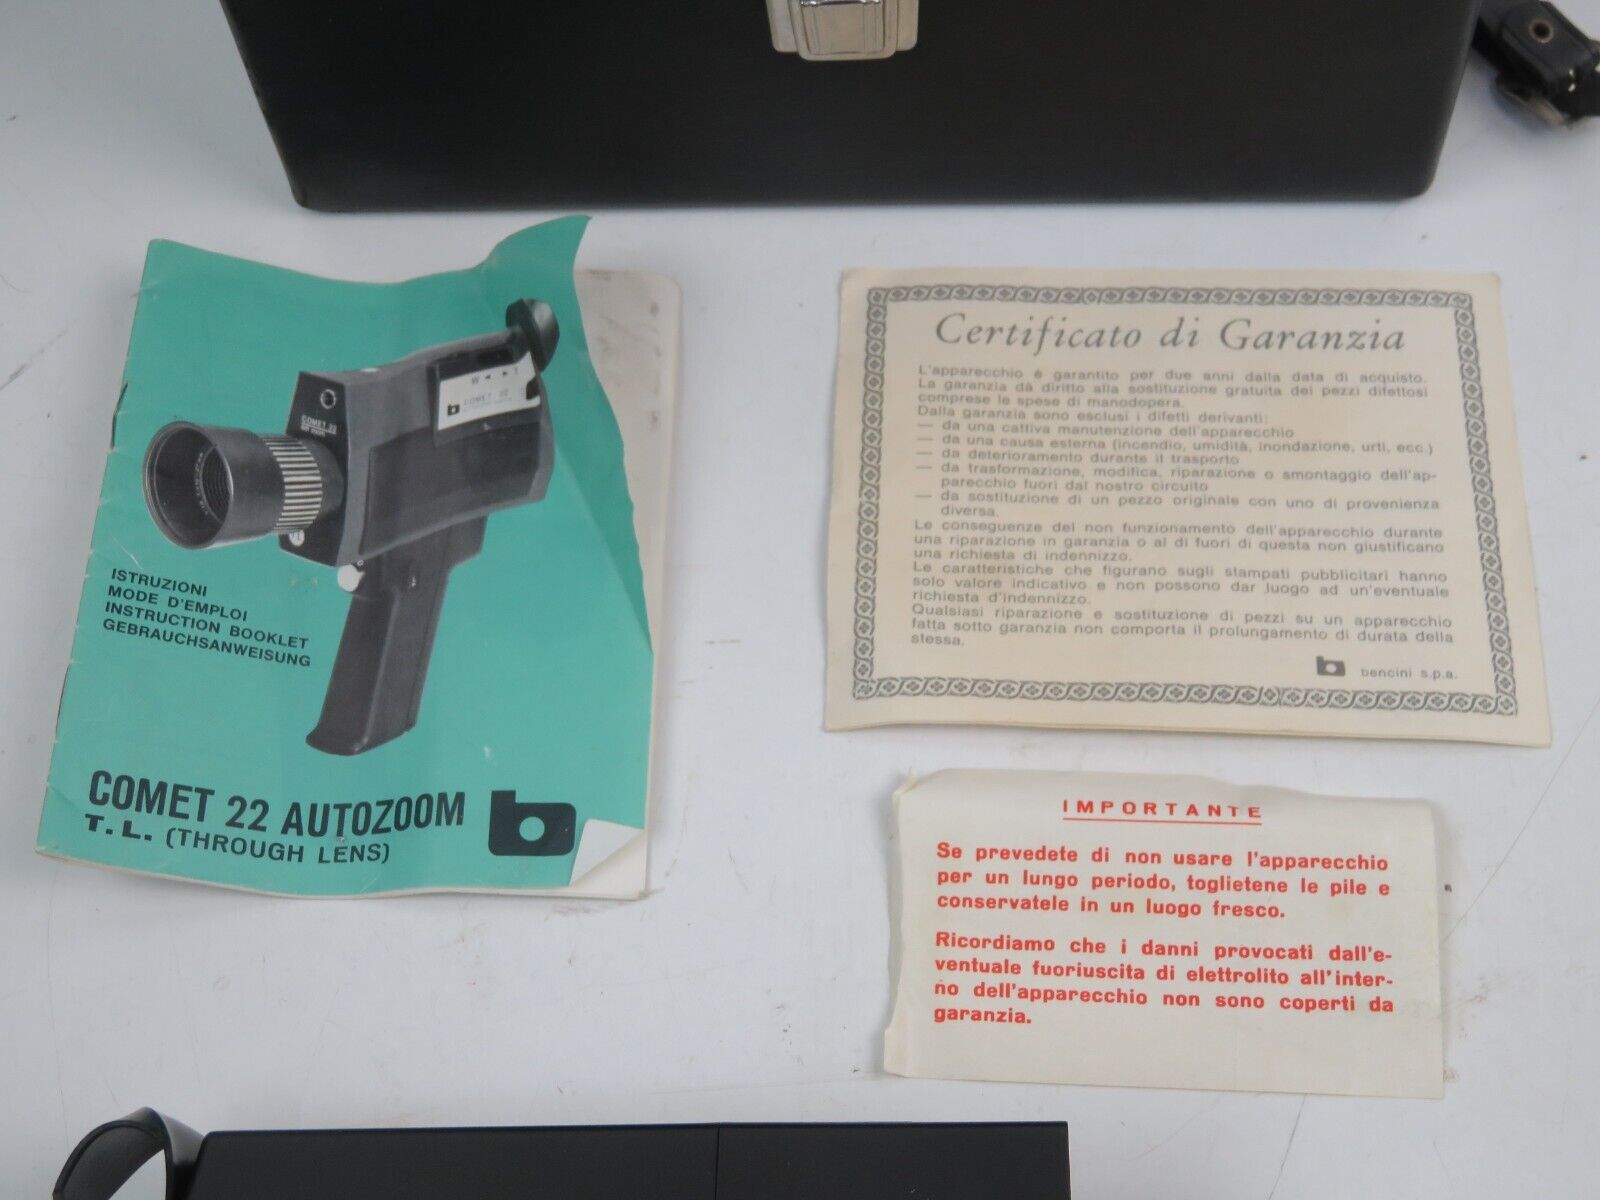 W ◄ ► T
COMET 22
COMET 22
ISTRUZIONI
MODE D'EMPLOI
INSTRUCTION BOOKLET
GEBRAUCHSANWEISUNG
COMET 22 AUTOZOOM
T.L. (THROUGH LENS)
Certificato di Garanzia
L'apparecchio è garantito per due anni dalla data di acquisto.
La garanzia dà diritto alla sostituzione gratuita dei pezzi difettosi
comprese le spese di manodopera.
Dalla garanzia sono esclusi i difetti derivanti:
— da una cattiva manutenzione dell'apparecchio
— da una causa esterna (incendio, umidità, inondazione, urti, ecc.)
— da deterioramento durante il trasporto
— da trasformazione, modifica, riparazione o smontaggio dell'ap-
parecchio fuori dal nostro circuito
— da sostituzione di un pezzo originale con uno di provenienza
diversa.
Le conseguenze del non funzionamento dell'apparecchio durante
una riparazione in garanzia o al di fuori di questa non giustificano
una richiesta di indennizzo.
Le caratteristiche che figurano sugli stampati pubblicitari hanno
solo valore indicativo e non possono dar luogo ad un'eventuale
richiesta d'indennizzo.
Qualsiasi riparazione e sostituzione di pezzi su un apparecchio
fatta sotto garanzia non comporta il prolungamento di durata della
stessa.
bencini s.p.a.
IMPORTANTE
Se prevedete di non usare l'apparecchio
per un lungo periodo, toglietene le pile e
conservatele in un luogo fresco.
Ricordiamo che i danni provocati dall'e-
ventuale fuoriuscita di elettrolito all'inter-
no dell'apparecchio non sono coperti da
garanzia.